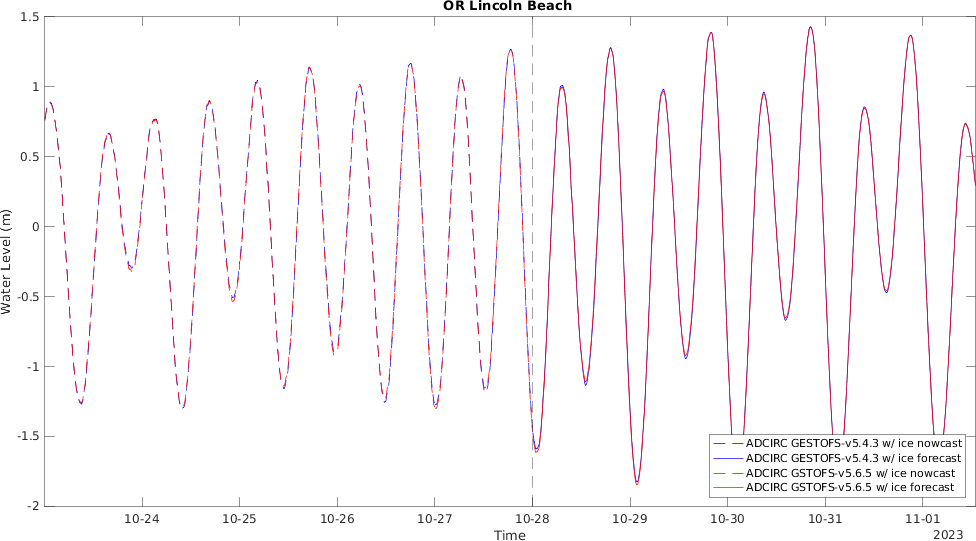 OR Lincoln Beach
1.5
1
0.5
0
-0.5
-1
-1.5
-2
Water Level (m)
10-24 10-25 10-26 10-27 10-28 10-29 10-30 10-31 11-01
Time
2023
ADCIRC GESTOFS-v5.4.3 w/ ice nowcast
ADCIRC GESTOFS-v5.4.3 w/ ice forecast
ADCIRC GSTOFS-v5.6.5 w/ ice nowcast
ADCIRC GSTOFS-v5.6.5 w/ ice forecast